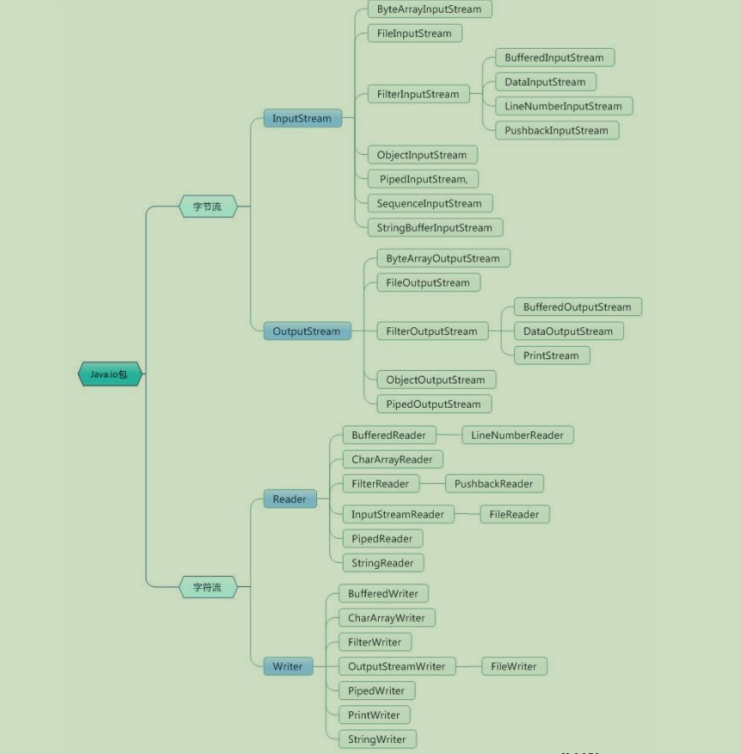 Java.io包
字节流
InputStream
ByteArrayInputStream
FileInputStream
FilterInputStream
BufferedInputStream
DataInputStream
LineNumberInputStream
PushbackInputStream
ObjectInputStream
PipedInputStream,
SequenceInputStream
StringBufferInputStream
OutputStream
ByteArrayOutputStream
FileOutputStream
FilterOutputStream
BufferedOutputStream
DataOutputStream
PrintStream
ObjectOutputStream
PipedOutputStream
字符流
Reader
BufferedReader
LineNumberReader
CharArrayReader
FilterReader
PushbackReader
InputStreamReader
FileReader
PipedReader
StringReader
Writer
BufferedWriter
CharArrayWriter
FilterWriter
OutputStreamWriter
FileWriter
PipedWriter
PrintWriter
StringWriter